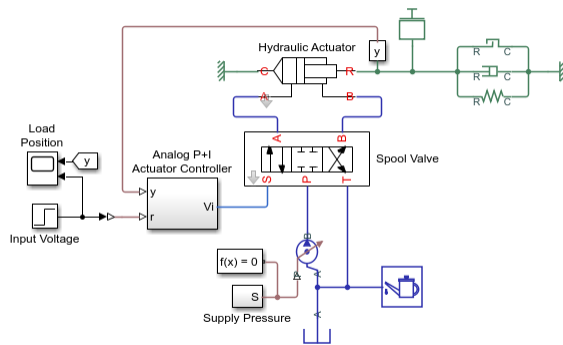 Hydraulic Actuator
y
C
R
A
B
R
C
R
C
R
C
Load
Position
y
Analog P+I
Actuator Controller
A
B
Spool Valve
S
P
T
y
r
Vi
Input Voltage
B
f(x) = 0
S
A
A
Supply Pressure